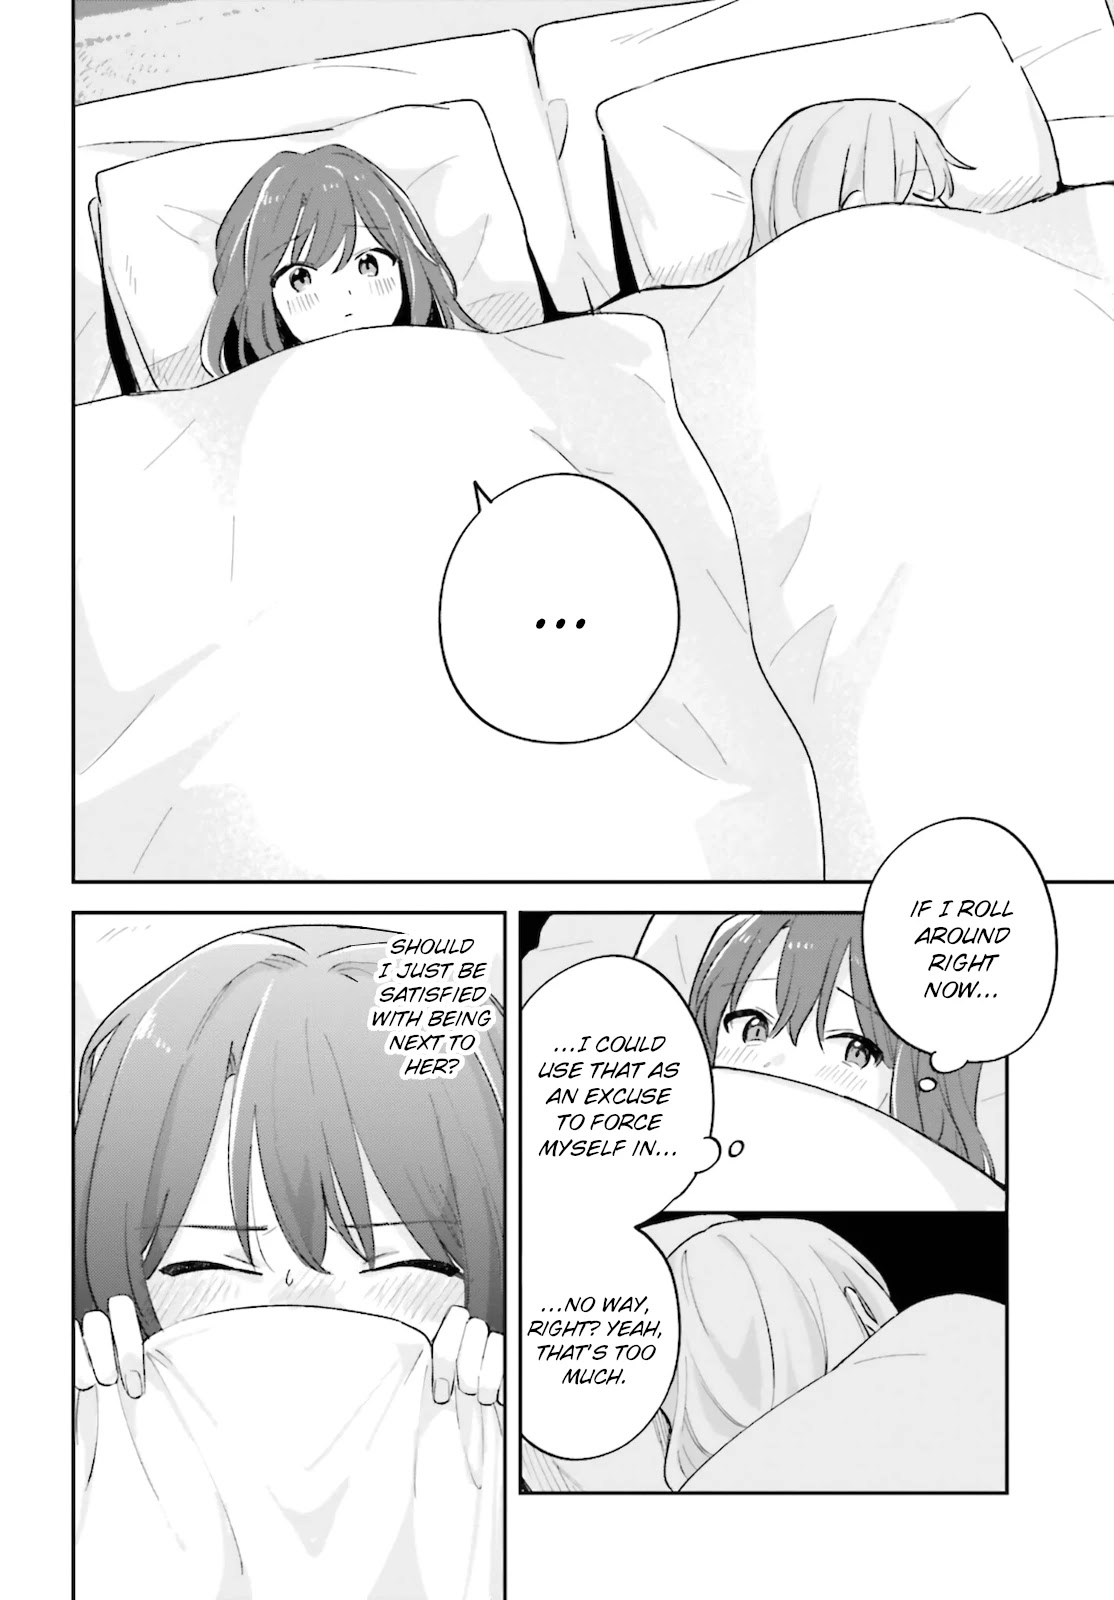 ...
IF I ROLL
AROUND
RIGHT
NOW...
...I COULD
USE THAT AS
AN EXCUSE
TO FORCE
MYSELF IN...
...NO WAY,
RIGHT? YEAH,
THAT'S TOO
MUCH.
SHOULD
I JUST BE
SATISFIED
WITH BEING
NEXT TO
HER?